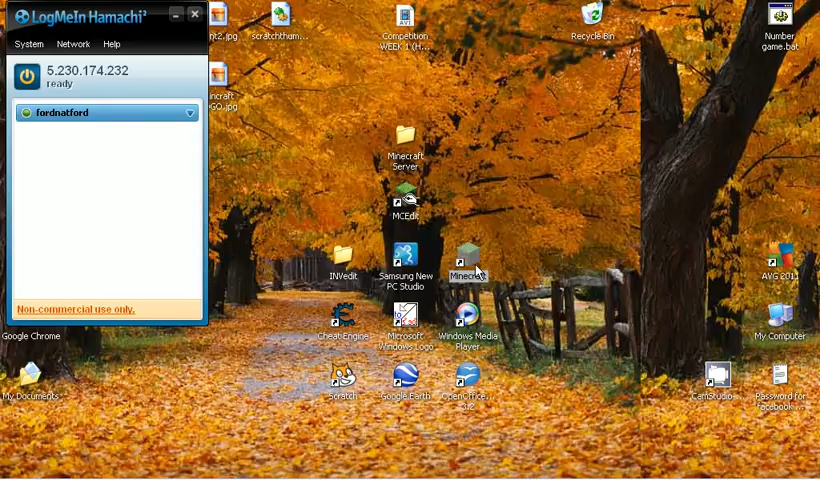 LogMeIn Hamachi²
System Network Help
5.230.174.232
ready
fordnatford
Non-commercial use only.
nt2.jpg
scratchthum...
Competition
WEEK 1 (H...
Recycle Bin
Number
game.bat
Minecraft
Server
MCEdit
INVedit
Samsung New
PC Studio
Minecraft
AVG 2011
Google Chrome
Cheat Engine
Microsoft
Windows Logo
Windows Media
Player
My Computer
My Documents
Scratch
Google Earth
OpenOffice....
3.2
CamStudio
Password for
facebook ...